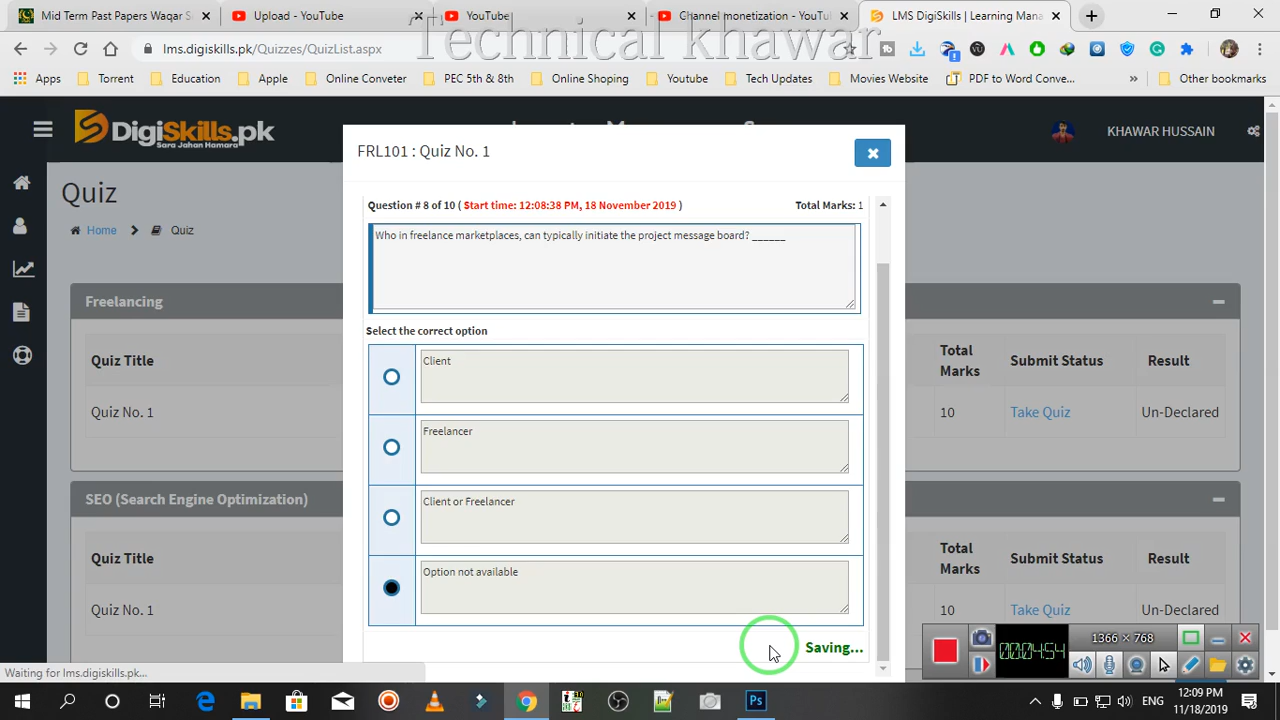 Mid Term Past Papers Waqar S
Upload - YouTube
YouTube
Channel monetization - YouTu
LMS DigiSkills | Learning Mana
lms.digiskills.pk/Quizzes/QuizList.aspx
Technical khawar
Apps
Torrent
Education
Apple
Online Conveter
PEC 5th & 8th
Online Shoping
Youtube
Tech Updates
Movies Website
PDF to Word Conve...
Other bookmarks
DigiSkills.pk
Sara Jahan Hamara
KHAWAR HUSSAIN
FRL101 : Quiz No. 1
Quiz
Home
Quiz
Question # 8 of 10 ( Start time: 12:08:38 PM, 18 November 2019 )
Total Marks: 1
Who in freelance marketplaces, can typically initiate the project message board? ______
Select the correct option
Client
Freelancer
Client or Freelancer
Option not available
Saving...
Freelancing
Quiz Title
Total Marks
Submit Status
Result
Quiz No. 1
10
Take Quiz
Un-Declared
SEO (Search Engine Optimization)
Quiz Title
Total Marks
Submit Status
Result
Quiz No. 1
10
Take Quiz
Un-Declared
Waiting for lms.digiskills.pk...
00:04:54
1366 × 768
ENG
12:09 PM
11/18/2019